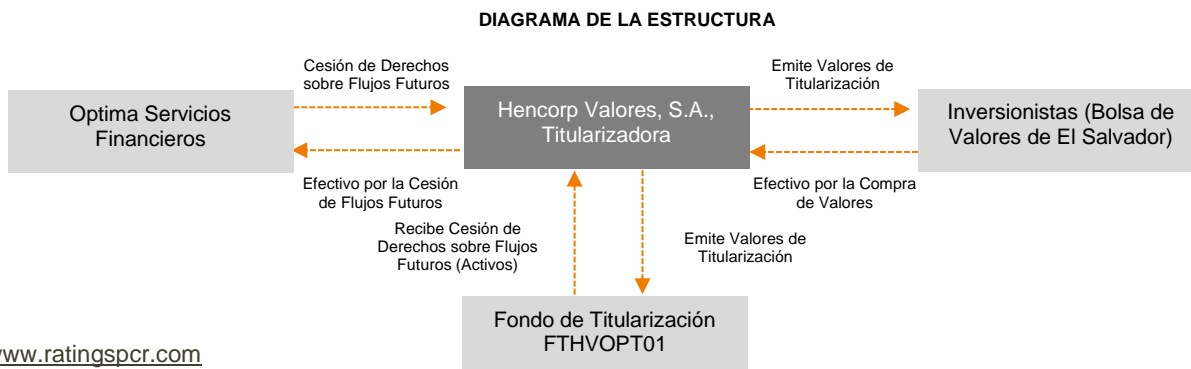 DIAGRAMA DE LA ESTRUCTURA
Cesión de Derechos
sobre Flujos Futuros
Emite Valores de
Titularización
Optima Servicios
Financieros
Hencorp Valores, S.A.,
Titularizadora
Inversionistas (Bolsa de
Valores de El Salvador)
Efectivo por la Cesión
de Flujos Futuros
Efectivo por la Compra
de Valores
Recibe Cesión de
Derechos sobre Flujos
Futuros (Activos)
Emite Valores de
Titularización
Fondo de Titularización
FTHVOPT01
www.ratingspcr.com